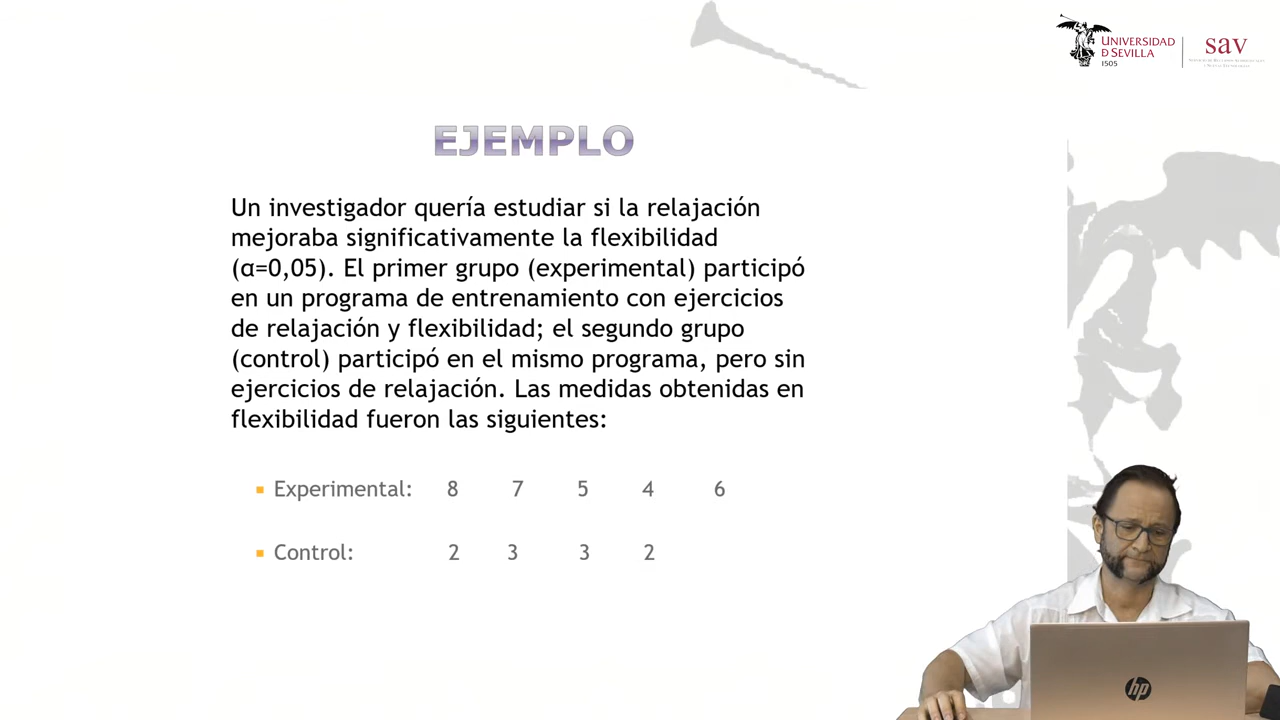 UNIVERSIDAD
D SEVILLA
1505
sav
EJEMPLO
Un investigador quería estudiar si la relajación
mejoraba significativamente la flexibilidad
(α=0,05). El primer grupo (experimental) participó
en un programa de entrenamiento con ejercicios
de relajación y flexibilidad; el segundo grupo
(control) participó en el mismo programa, pero sin
ejercicios de relajación. Las medidas obtenidas en
flexibilidad fueron las siguientes:
Experimental: 8 7 5 4 6
Control: 2 3 3 2
hp